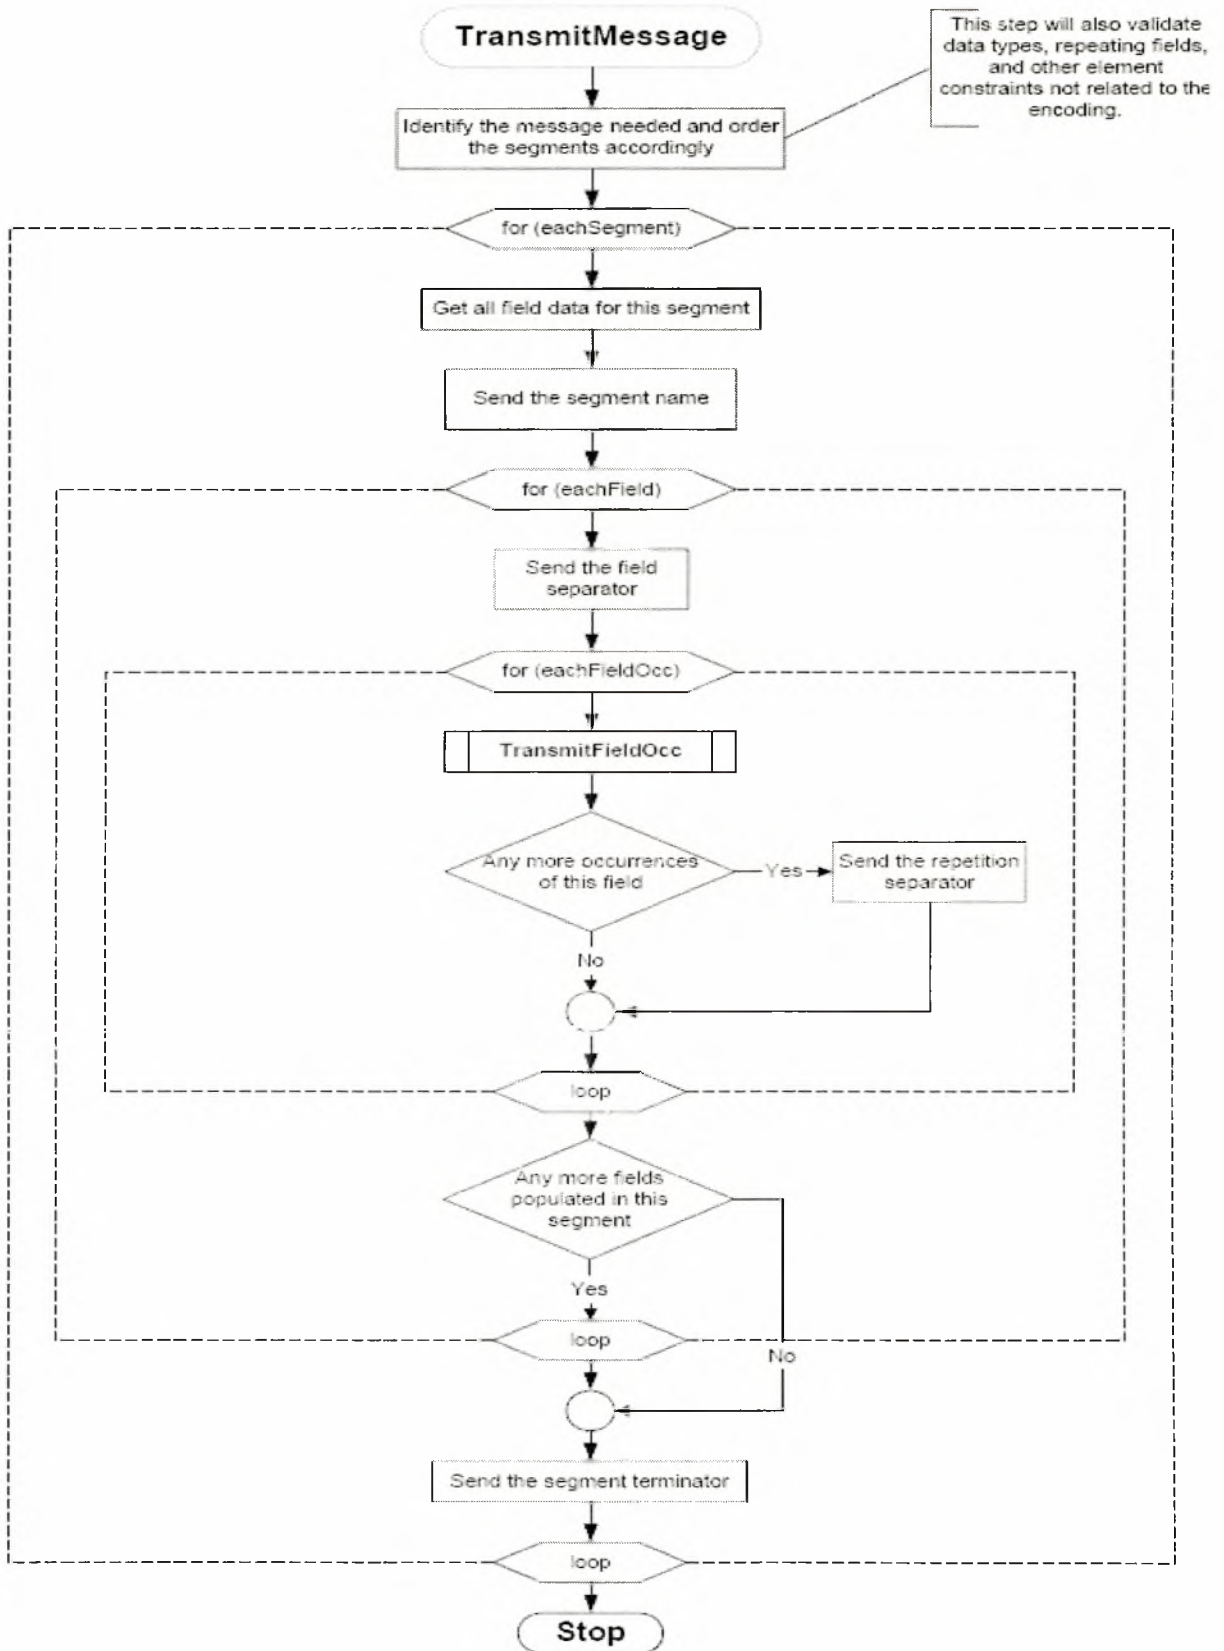 TransmitMessage
This step will also validate
data types, repeating fields,
and other element
constraints not related to the
encoding.
Identify the message needed and order
the segments accordingly
for (eachSegment)
Get all field data for this segment
Send the segment name
for (eachField)
Send the field
separator
for (eachFieldOcc)
TransmitFieldOcc
Any more occurrences
of this field
Yes
Send the repetition
separator
No
loop
Any more fields
populated in this
segment
Yes
loop
No
Send the segment terminator
loop
Stop